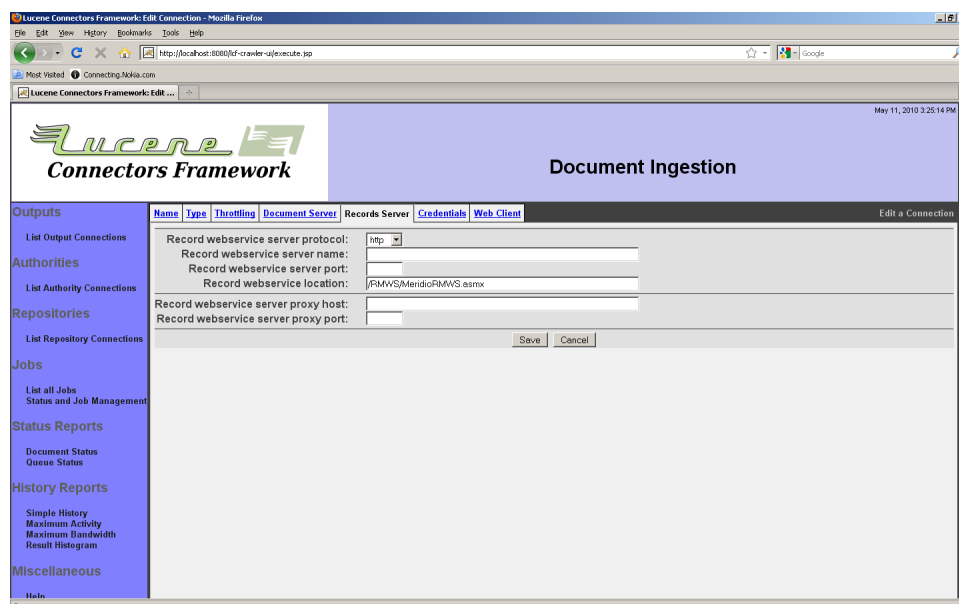 Lucene Connectors Framework: Edit Connection - Mozilla Firefox
File Edit View History Bookmarks Tools Help
http://localhost:8080/lcf-crawler-ui/execute.jsp
Google
Most Visited Connecting.Nokia.com
Lucene Connectors Framework: Edit ...
May 11, 2010 3:25:14 PM
Lucene
Connectors Framework
Document Ingestion
Outputs
List Output Connections
Authorities
List Authority Connections
Repositories
List Repository Connections
Jobs
List all Jobs
Status and Job Management
Status Reports
Document Status
Queue Status
History Reports
Simple History
Maximum Activity
Maximum Bandwidth
Result Histogram
Miscellaneous
Help
Name Type Throttling Document Server Records Server Credentials Web Client
Edit a Connection
Record webservice server protocol: http
Record webservice server name:
Record webservice server port:
Record webservice location: /RMWS/MeridioRMWS.asmx
Record webservice server proxy host:
Record webservice server proxy port:
Save Cancel